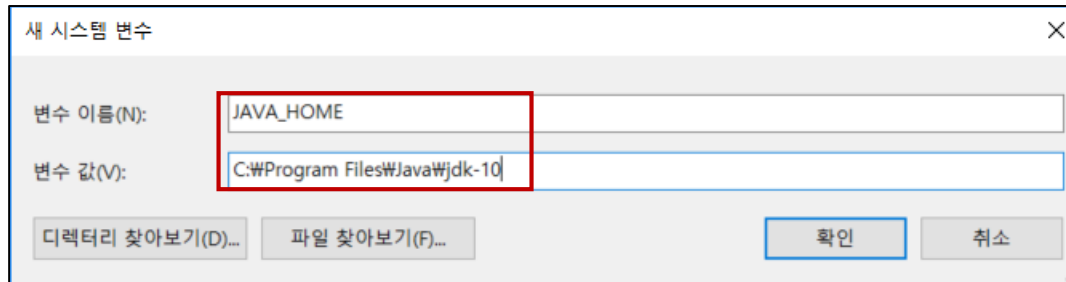 새 시스템 변수
변수 이름(N):
JAVA_HOME
변수 값(V):
C:₩Program Files₩Java₩jdk-10
디렉터리 찾아보기(D)... 파일 찾아보기(F)... 확인 취소